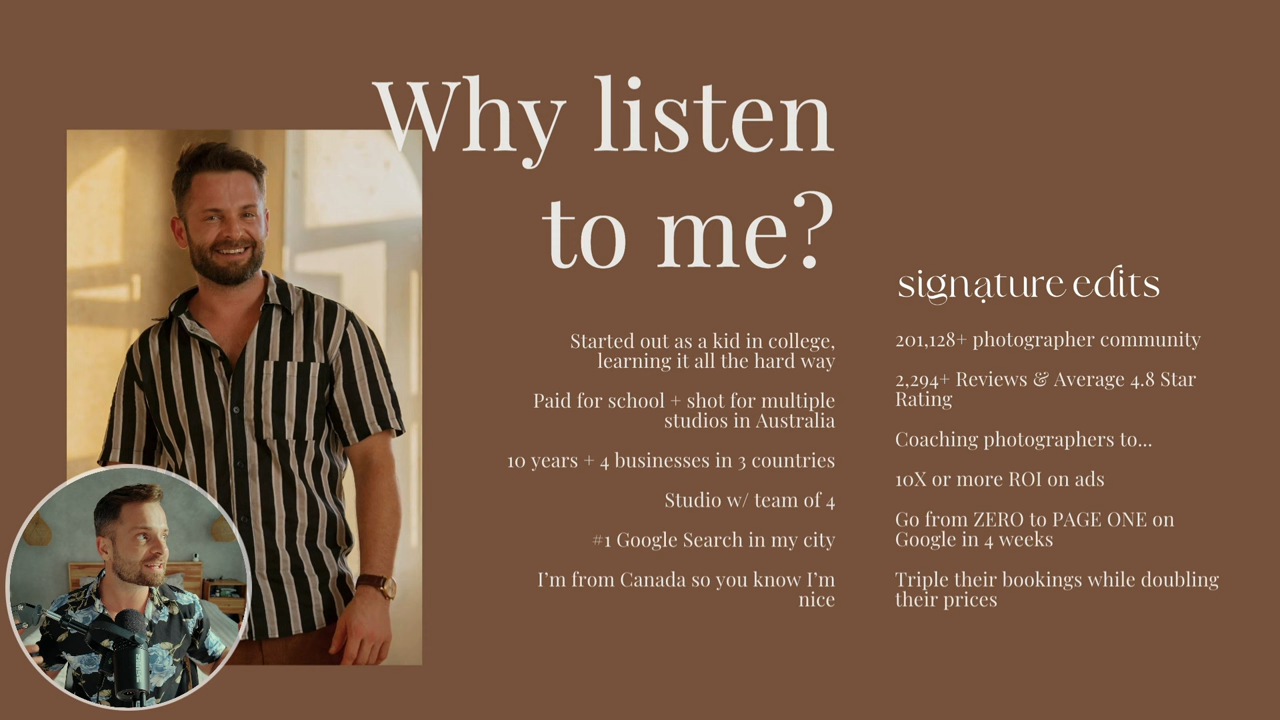 Why listen
to me?
Started out as a kid in college,
learning it all the hard way
Paid for school + shot for multiple
studios in Australia
10 years + 4 businesses in 3 countries
Studio w/ team of 4
#1 Google Search in my city
I'm from Canada so you know I'm
nice
signature edits
201,128+ photographer community
2,294+ Reviews & Average 4.8 Star
Rating
Coaching photographers to...
10X or more ROI on ads
Go from ZERO to PAGE ONE on
Google in 4 weeks
Triple their bookings while doubling
their prices